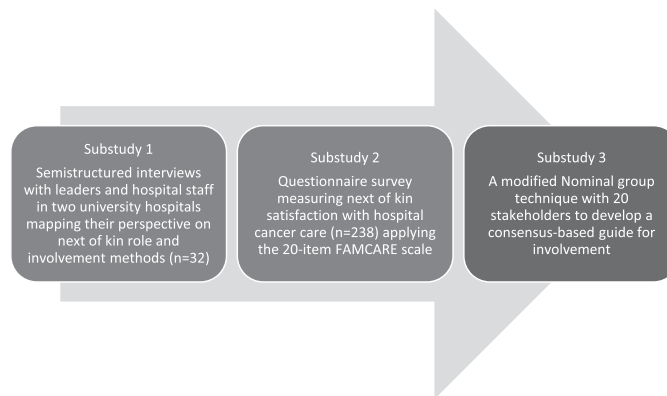 Substudy 1
Semistructured interviews
with leaders and hospital staff
in two university hospitals
mapping their perspective on
next of kin role and
involvement methods (n=32)
Substudy 2
Questionnaire survey
measuring next of kin
satisfaction with hospital
cancer care (n=238) applying
the 20-item FAMCARE scale
Substudy 3
A modified Nominal group
technique with 20
stakeholders to develop a
consensus-based guide for
involvement